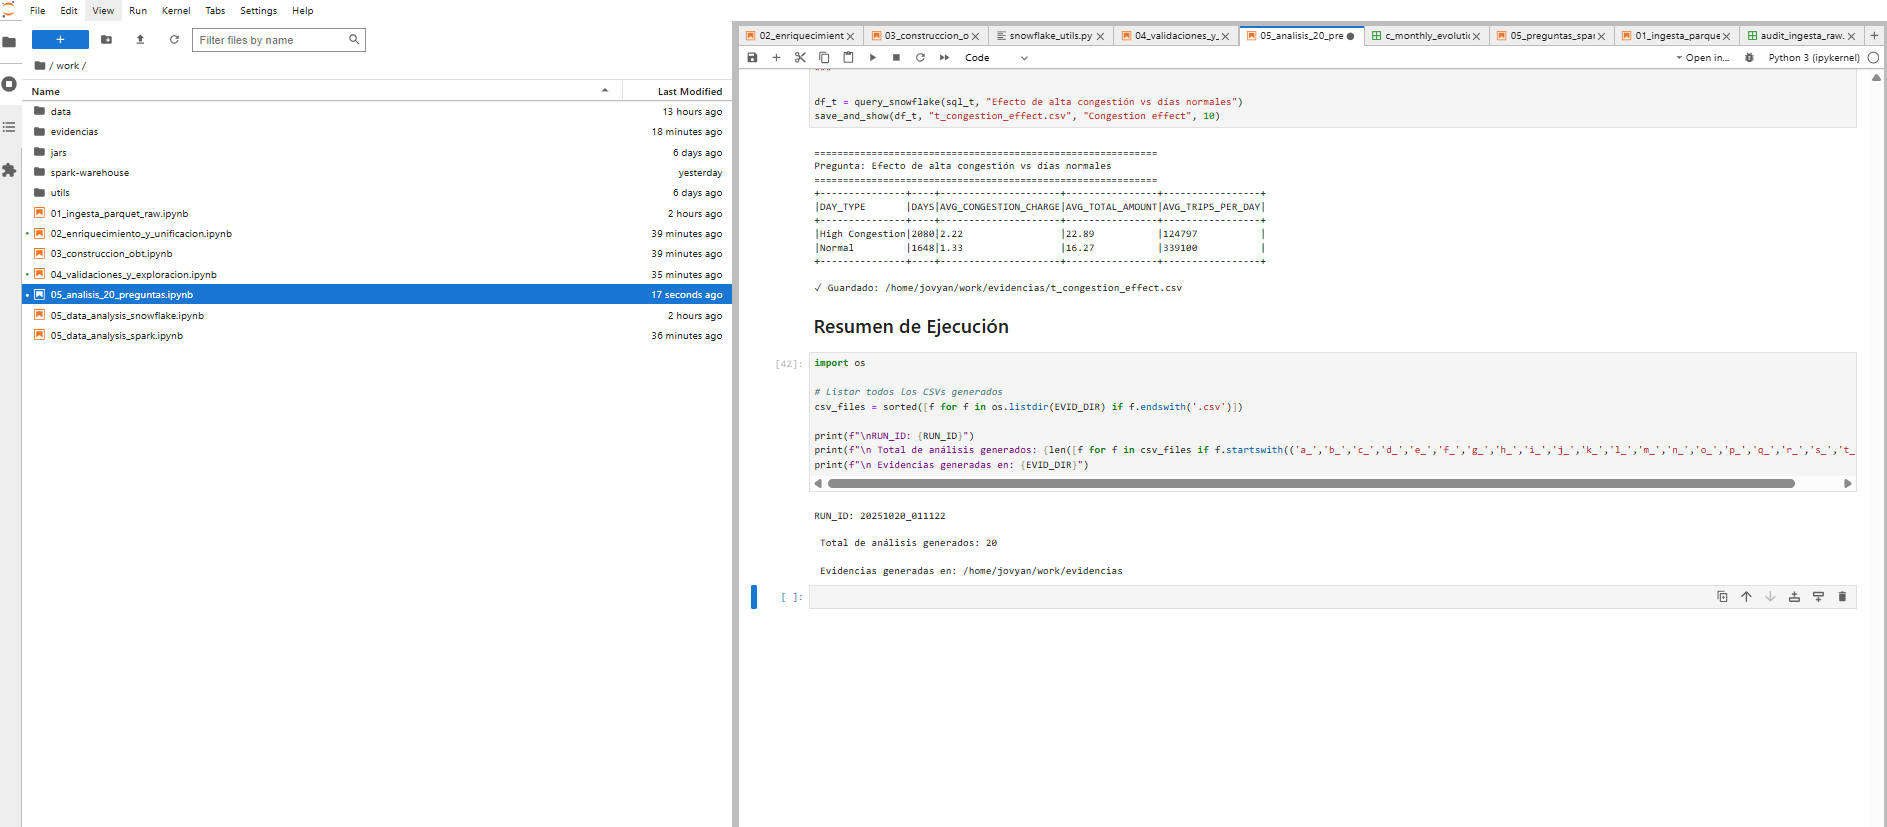 File Edit View Run Kernel Tabs Settings Help
+ Filter files by name
/ work /
Name Last Modified
data 13 hours ago
evidencias 18 minutes ago
jars 6 days ago
spark-warehouse yesterday
utils 6 days ago
01_ingesta_parquet_raw.ipynb 2 hours ago
02_enriquecimiento_y_unificacion.ipynb 39 minutes ago
03_construccion_obt.ipynb 39 minutes ago
04_validaciones_y_exploracion.ipynb 35 minutes ago
05_analisis_20_preguntas.ipynb 17 seconds ago
05_data_analysis_snowflake.ipynb 2 hours ago
05_data_analysis_spark.ipynb 36 minutes ago
02_enriquecimient 03_construccion_o snowflake_utils.py 04_validaciones_y_ 05_analisis_20_pre c_monthly_evolutic 05_preguntas_spar 01_ingesta_parque audit_ingesta_raw. +
Code Open in... Python 3 (ipykernel)
"""
df_t = query_snowflake(sql_t, "Efecto de alta congestión vs días normales")
save_and_show(df_t, "t_congestion_effect.csv", "Congestion effect", 10)
============================================================
Pregunta: Efecto de alta congestión vs días normales
============================================================
+---------------+----+---------------------+----------------+-----------------+
|DAY_TYPE       |DAYS|AVG_CONGESTION_CHARGE|AVG_TOTAL_AMOUNT|AVG_TRIPS_PER_DAY|
+---------------+----+---------------------+----------------+-----------------+
|High Congestion|2080|2.22                 |22.89           |124797           |
|Normal         |1648|1.33                 |16.27           |339100           |
+---------------+----+---------------------+----------------+-----------------+
✓ Guardado: /home/jovyan/work/evidencias/t_congestion_effect.csv
Resumen de Ejecución
[42]: import os
# Listar todos los CSVs generados
csv_files = sorted([f for f in os.listdir(EVID_DIR) if f.endswith('.csv')])
print(f"\nRUN_ID: {RUN_ID}")
print(f"\n Total de análisis generados: {len([f for f in csv_files if f.startswith(('a_','b_','c_','d_','e_','f_','g_','h_','i_','j_','k_','l_','m_','n_','o_','p_','q_','r_','s_','t_
print(f"\n Evidencias generadas en: {EVID_DIR}")
RUN_ID: 20251020_011122
Total de análisis generados: 20
Evidencias generadas en: /home/jovyan/work/evidencias
[ ]: